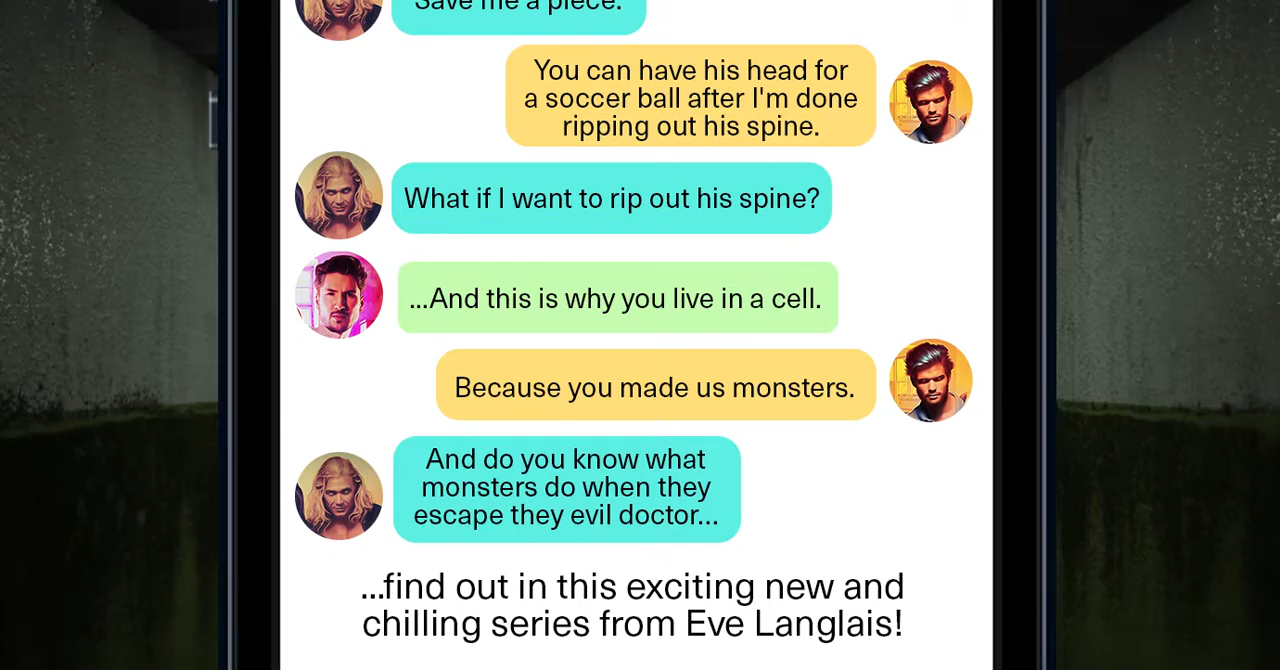 Save me a piece.
You can have his head for
a soccer ball after I'm done
ripping out his spine.
What if I want to rip out his spine?
...And this is why you live in a cell.
Because you made us monsters.
And do you know what
monsters do when they
escape they evil doctor...
...find out in this exciting new and
chilling series from Eve Langlais!